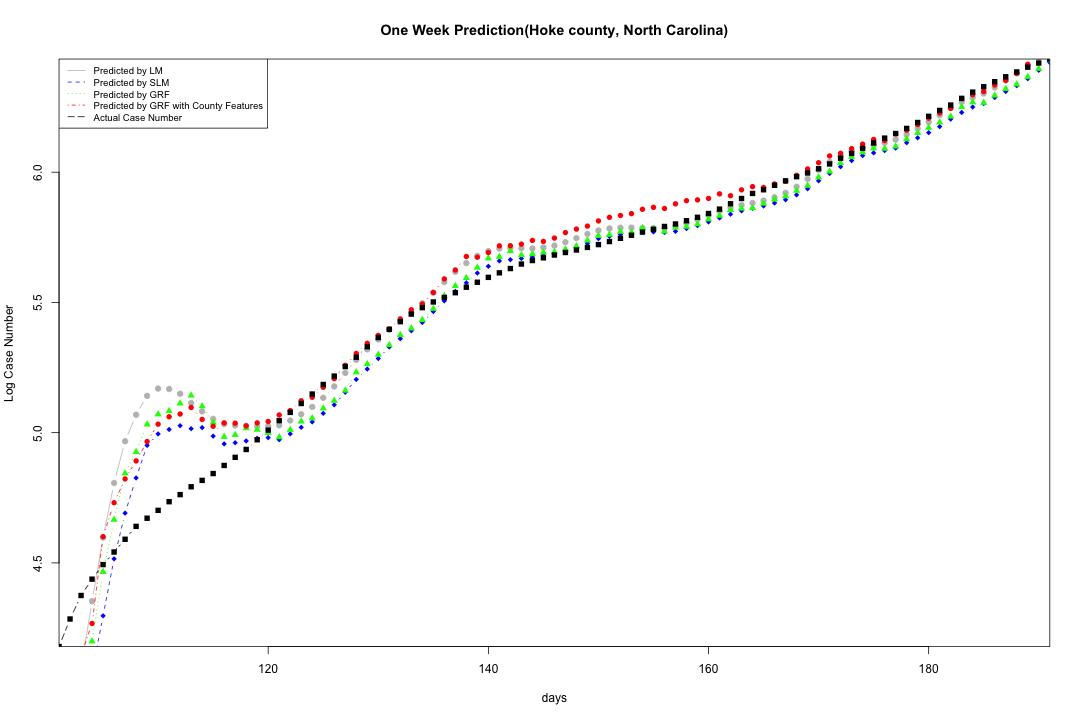 One Week Prediction(Hoke county, North Carolina)
Predicted by LM
Predicted by SLM
Predicted by GRF
Predicted by GRF with County Features
Actual Case Number
Log Case Number
6.0
5.5
5.0
4.5
120 140 160 180
days